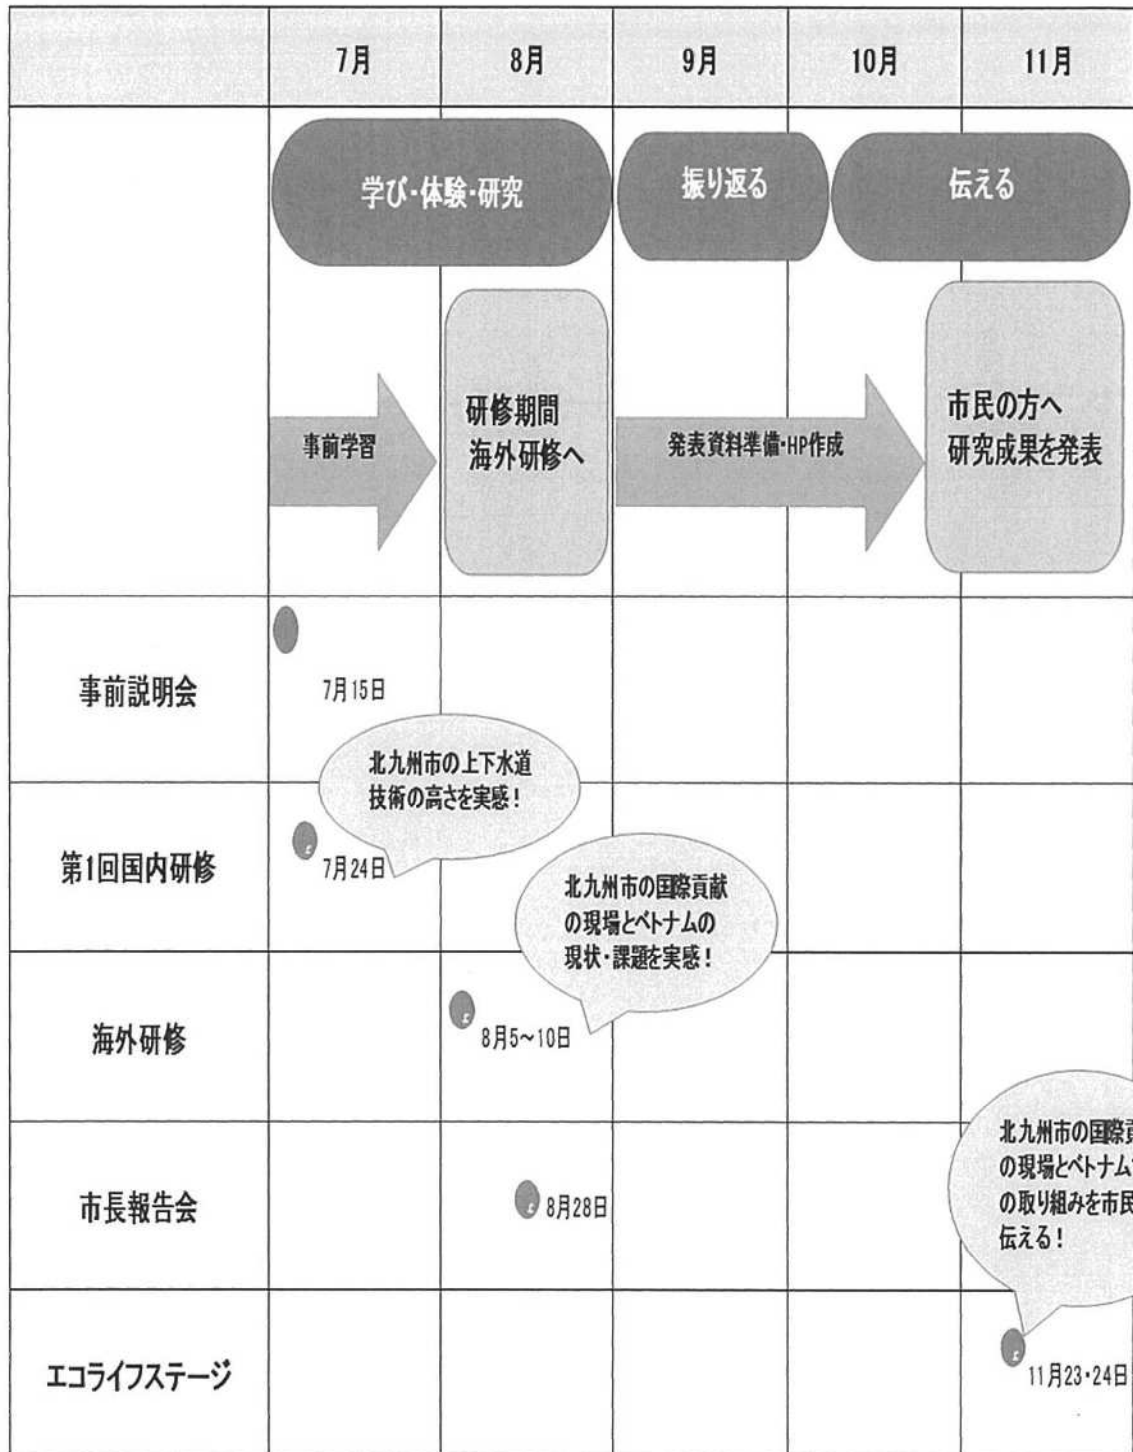 7月
8月
9月
10月
11月
学び・体験・研究
振り返る
伝える
事前学習
研修期間
海外研修へ
発表資料準備・HP作成
市民の方へ
研究成果を発表
事前説明会
7月15日
北九州市の上下水道
技術の高さを実感！
第1回国内研修
7月24日
北九州市の国際貢献
の現場とベトナムの
現状・課題を実感！
海外研修
8月5～10日
市長報告会
8月28日
北九州市の国際
の現場とベトナム
の取り組みを市民
伝える！
エコライフステージ
11月23・24日